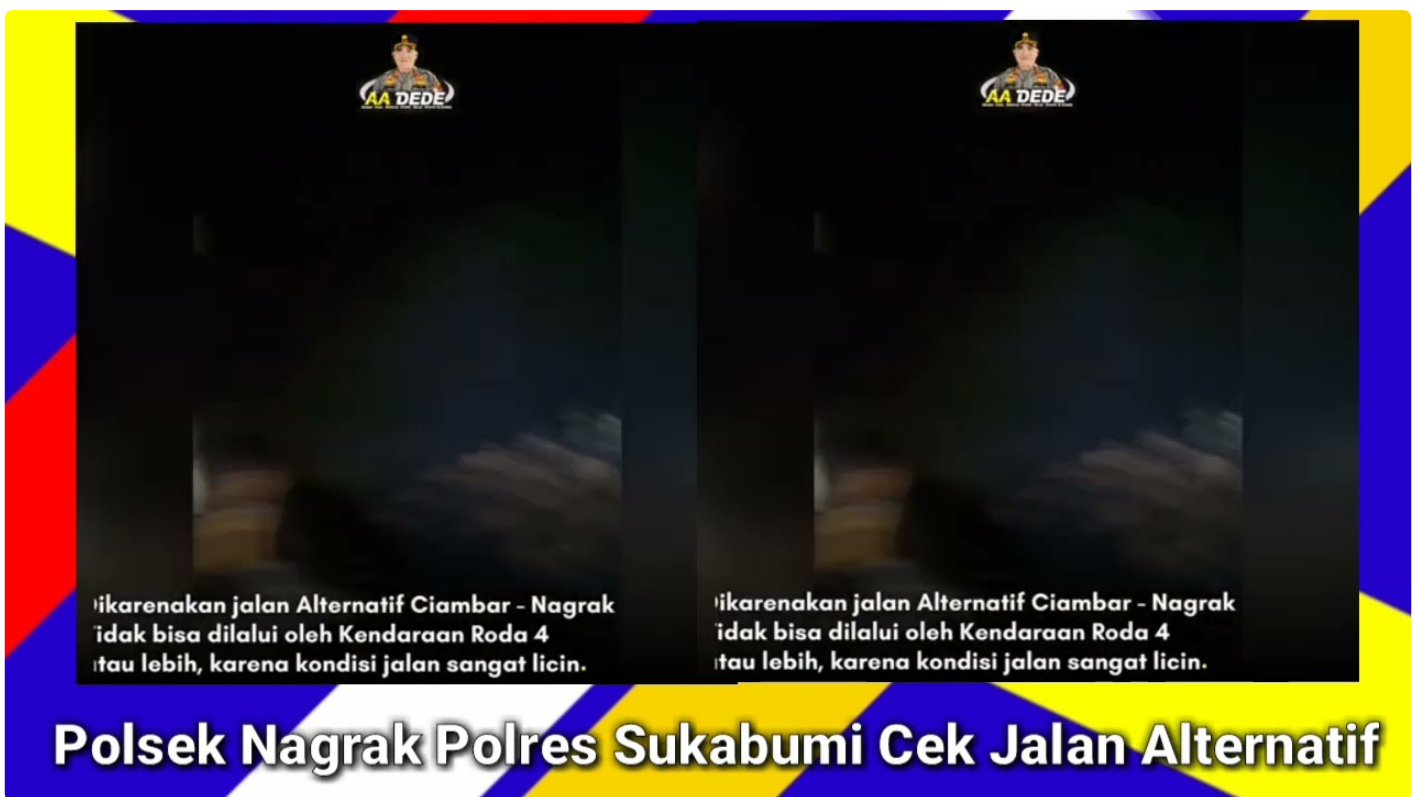 AA DEDE
ikarenakan jalan Alternatif Ciambar - Nagrak
idak bisa dilalui oleh Kendaraan Roda 4
tau lebih, karena kondisi jalan sangat licin.
AA DEDE
ikarenakan jalan Alternatif Ciambar - Nagrak
idak bisa dilalui oleh Kendaraan Roda 4
tau lebih, karena kondisi jalan sangat licin.
Polsek Nagrak Polres Sukabumi Cek Jalan Alternatif